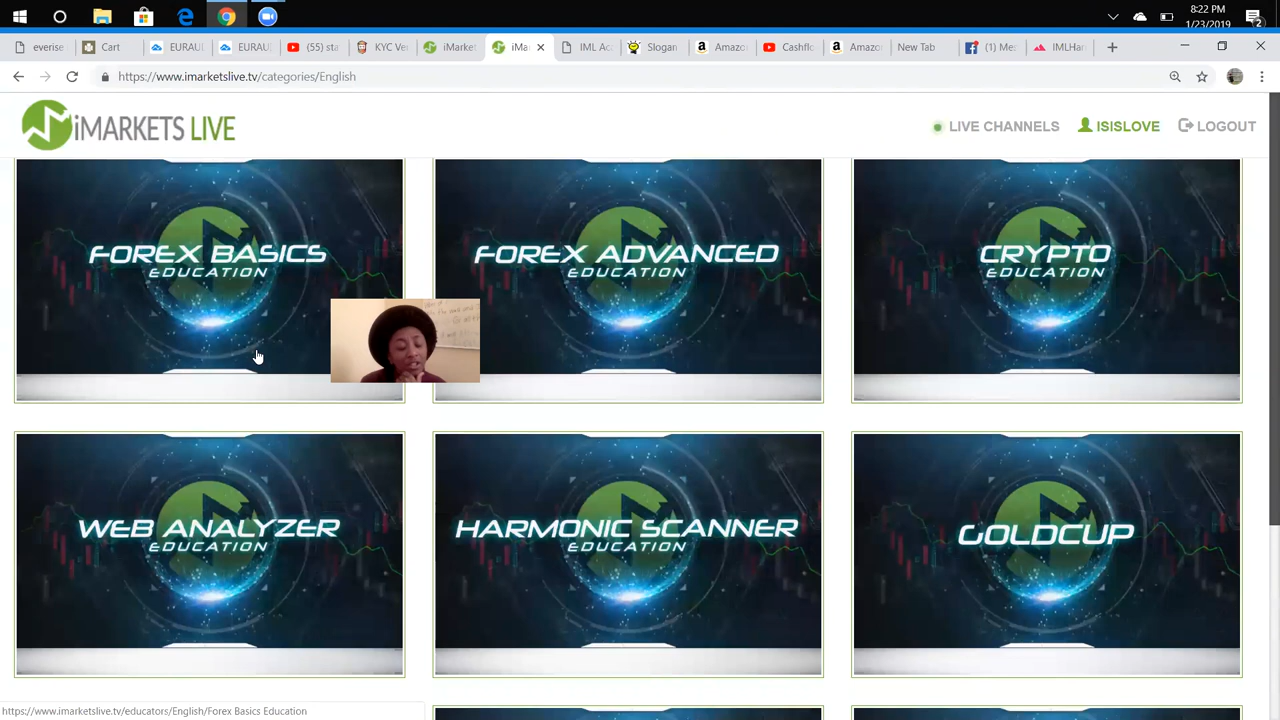 8:22 PM
1/23/2019
2
everise
Cart
EURAU
EURAU
(55) sta
KYC Ver
iMarket
iMa
IML Ac
Slogan
Amazo
Cashflo
Amazo
New Tab
(1) Mes
IMLHar
https://www.imarketslive.tv/categories/English
iMARKETS LIVE
LIVE CHANNELS
ISISLOVE
LOGOUT
FOREX BASICS
EDUCATION
FOREX ADVANCED
EDUCATION
CRYPTO
EDUCATION
WEB ANALYZER
EDUCATION
HARMONIC SCANNER
EDUCATION
GOLDCUP
https://www.imarketslive.tv/educators/English/Forex Basics Education